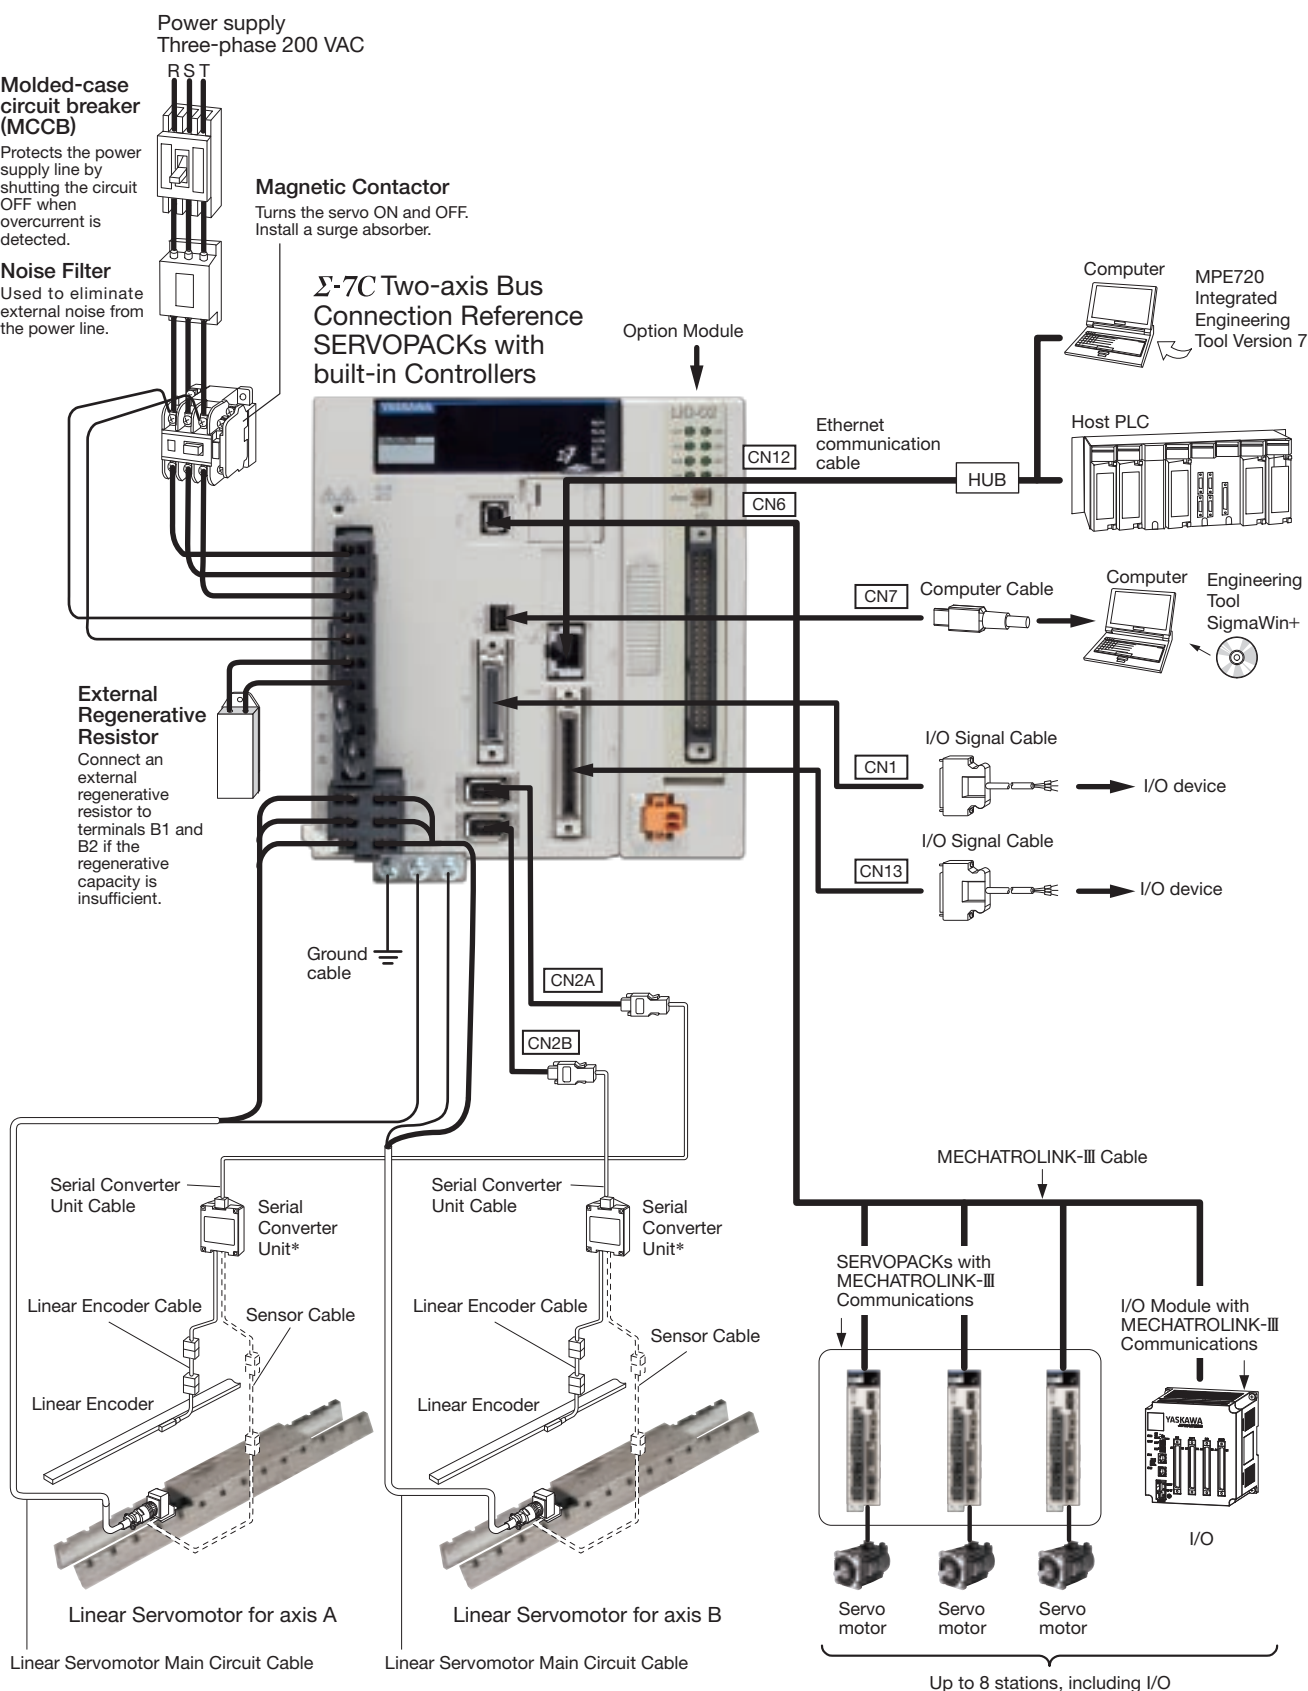 Power supply
Three-phase 200 VAC
R S T
Molded-case
circuit breaker
(MCCB)
Protects the power
supply line by
shutting the circuit
OFF when
overcurrent is
detected.
Noise Filter
Used to eliminate
external noise from
the power line.
Magnetic Contactor
Turns the servo ON and OFF.
Install a surge absorber.
Σ-7C Two-axis Bus
Connection Reference
SERVOPACKs with
built-in Controllers
Option Module
YASKAWA
LIO-02
Computer
MPE720
Integrated
Engineering
Tool Version 7
Host PLC
Ethernet
communication
cable
CN12
HUB
CN6
CN7
Computer Cable
Computer
Engineering
Tool
SigmaWin+
I/O Signal Cable
CN1
I/O device
I/O Signal Cable
CN13
I/O device
External
Regenerative
Resistor
Connect an
external
regenerative
resistor to
terminals B1 and
B2 if the
regenerative
capacity is
insufficient.
Ground
cable
CN2A
CN2B
MECHATROLINK-III Cable
Serial Converter
Unit Cable
Serial
Converter
Unit*
Serial Converter
Unit Cable
Serial
Converter
Unit*
SERVOPACKs with
MECHATROLINK-III
Communications
I/O Module with
MECHATROLINK-III
Communications
Linear Encoder Cable
Sensor Cable
Linear Encoder Cable
Sensor Cable
Linear Encoder
Linear Encoder
YASKAWA
I/O
Linear Servomotor for axis A
Linear Servomotor for axis B
Servo
motor
Servo
motor
Servo
motor
Linear Servomotor Main Circuit Cable
Linear Servomotor Main Circuit Cable
Up to 8 stations, including I/O